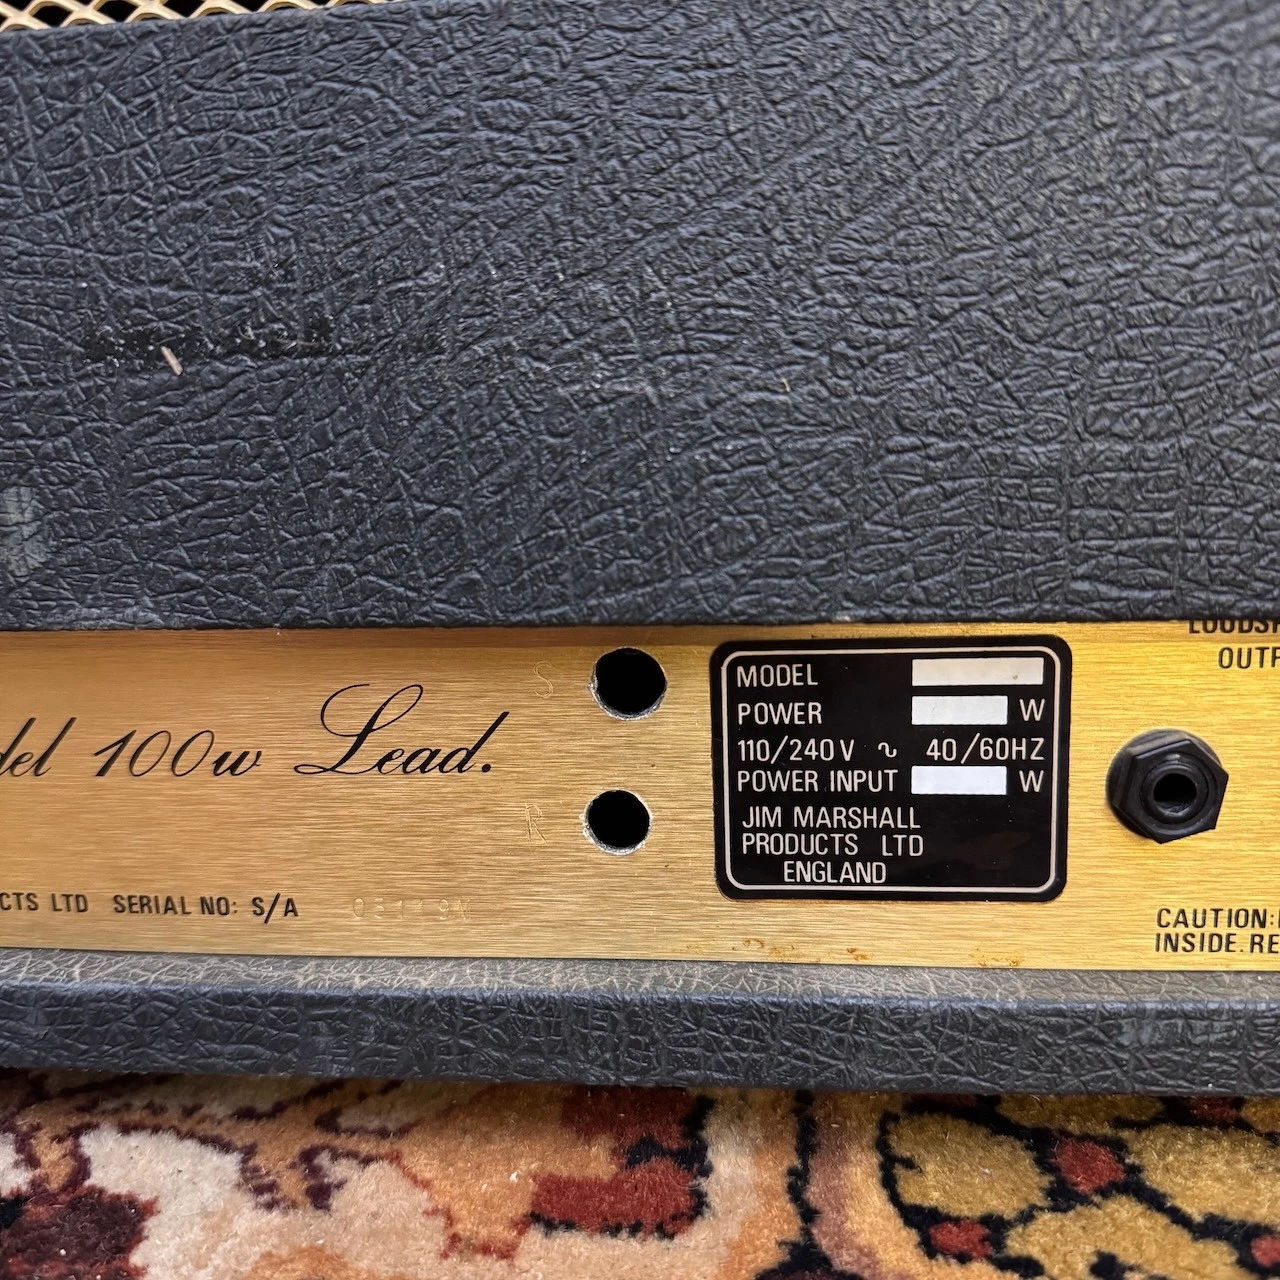 del 100w Lead.
CTS LTD SERIAL NO: S/A
S
R
MODEL
POWER W
110/240V ~ 40/60HZ
POWER INPUT W
JIM MARSHALL
PRODUCTS LTD
ENGLAND
OUTP
CAUTION:
INSIDE.RE